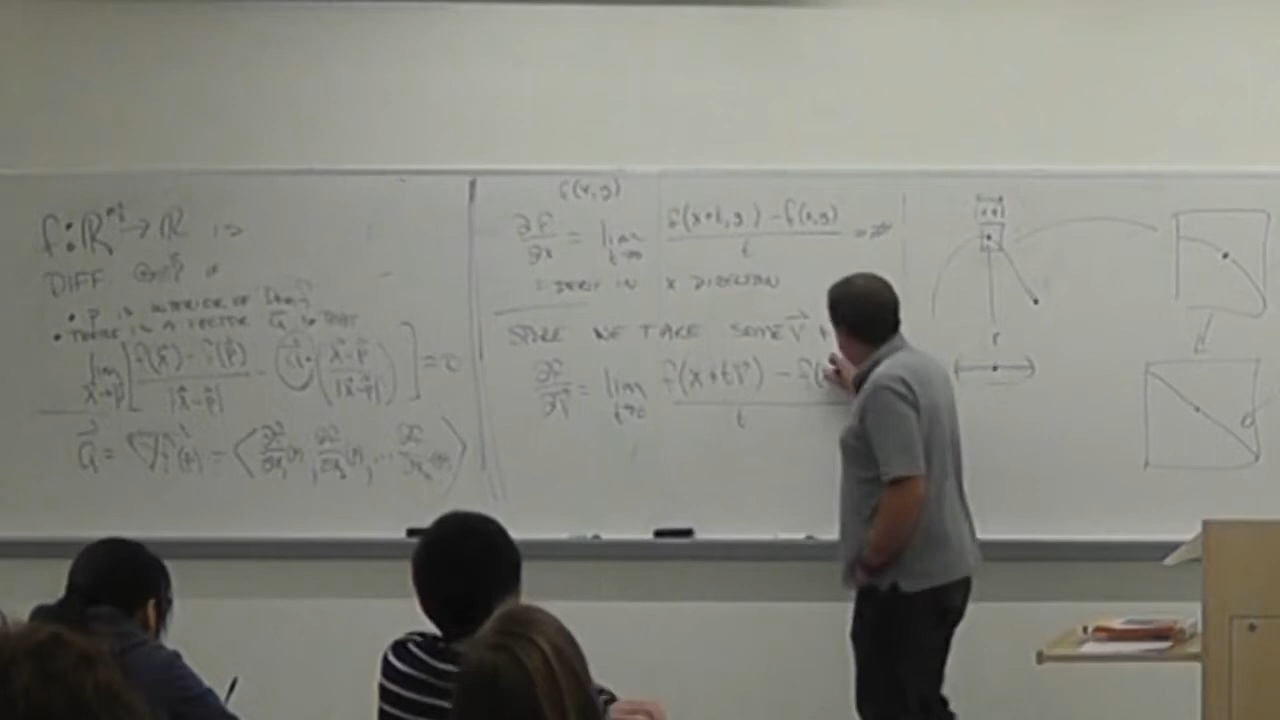 f: ℝⁿ → ℝ is
DIFF @ p⃗ if
• P IS INTERIOR OF Dom f
• THERE IS A VECTOR G⃗ so THAT
lim x⃗→p⃗ [ (f(x⃗) - f(p⃗)) / |x⃗-p⃗| - G⃗ • ( (x⃗-p⃗) / |x⃗-p⃗| ) ] = 0
G⃗ = ∇f(p⃗) = ⟨ ∂f/∂x₁(p), ∂f/∂x₂(p), ... ∂f/∂xₙ(p) ⟩
f(x,y)
∂f/∂x = lim t→0 (f(x+t,y) - f(x,y)) / t
DERIV IN X DIRECTION
WE TAKE SOME V⃗
∂f/∂v⃗ = lim t→0 (f(x+tv⃗) - f( / t
r